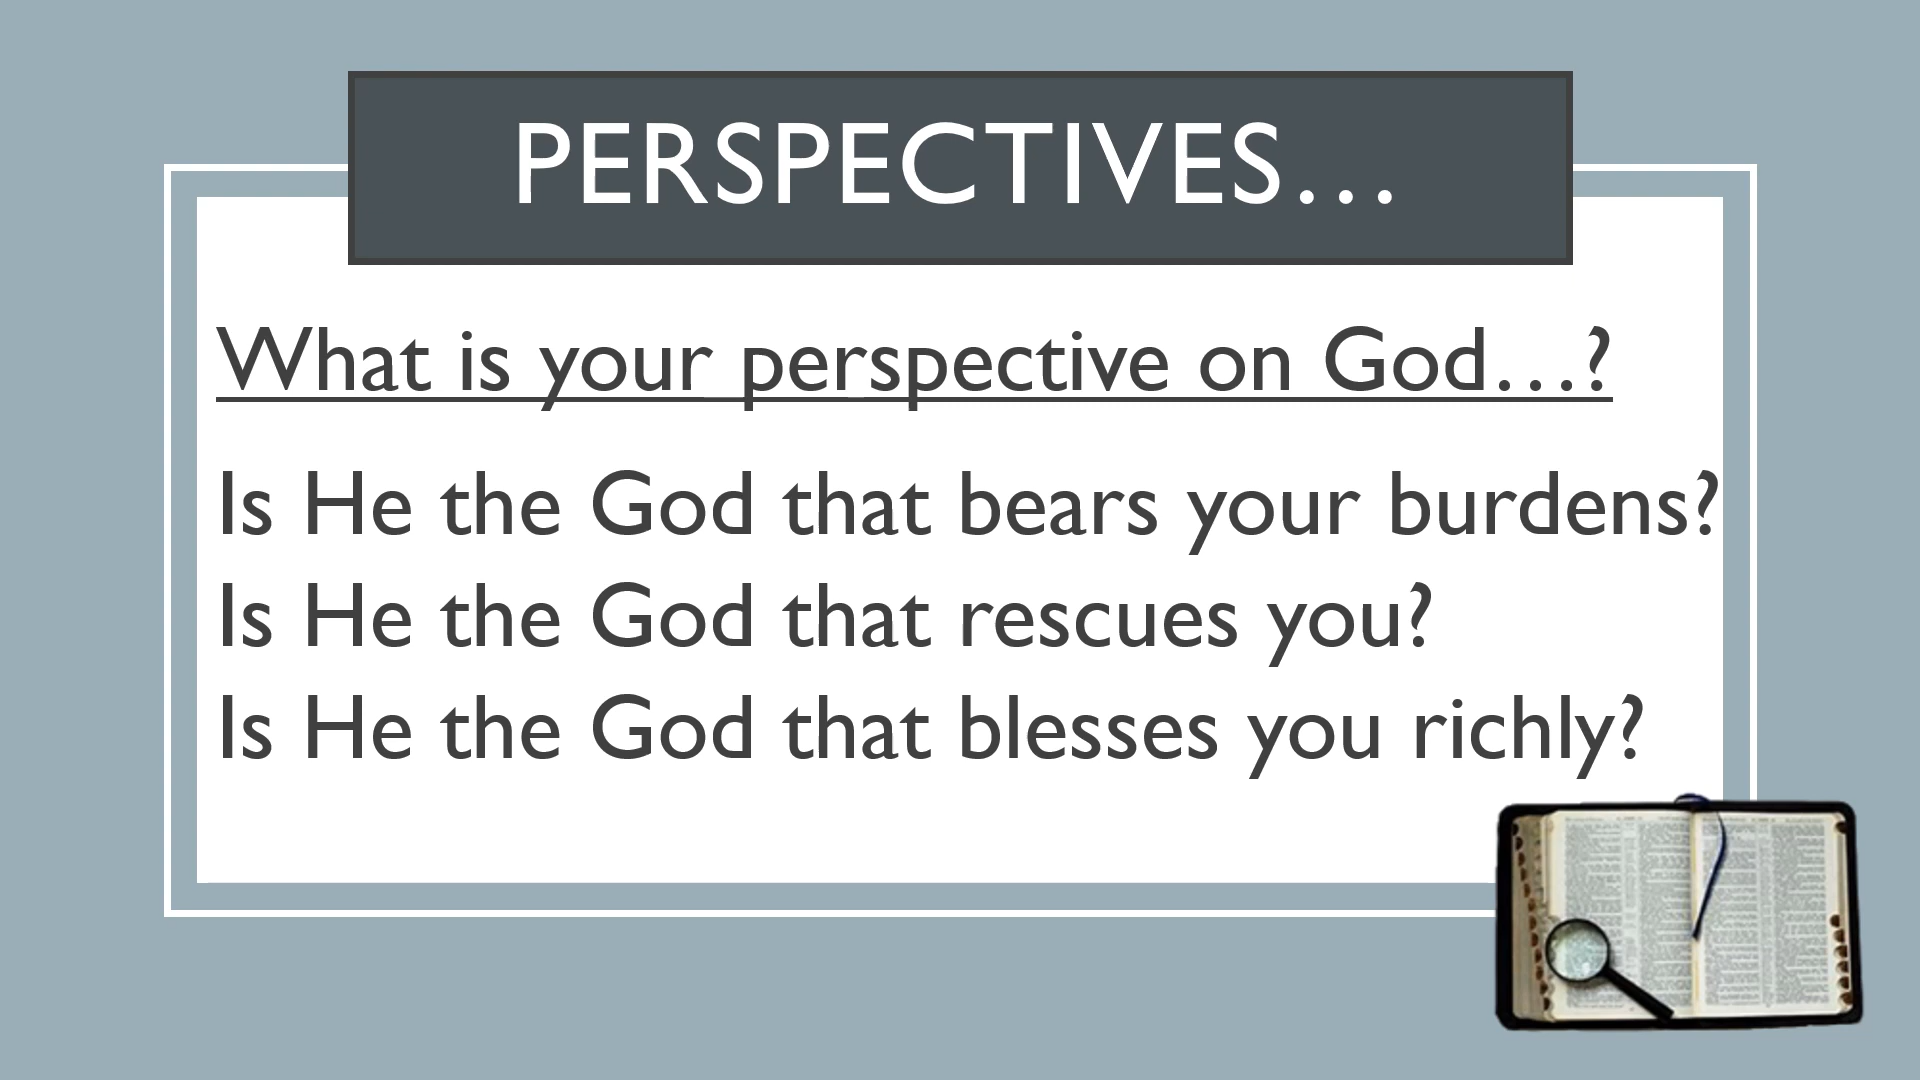 PERSPECTIVES…
What is your perspective on God…?
Is He the God that bears your burdens?
Is He the God that rescues you?
Is He the God that blesses you richly?